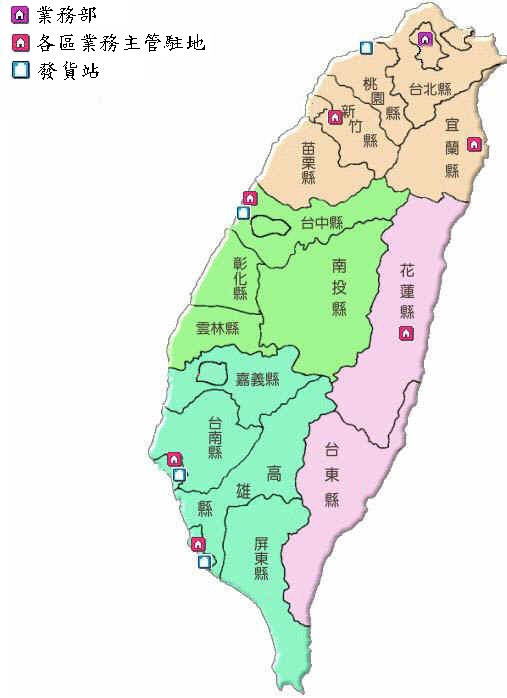 業務部
各區業務主管駐地
發貨站
台北縣
桃園縣
新竹縣
宜蘭縣
苗栗縣
台中縣
彰化縣
南投縣
花蓮縣
雲林縣
嘉義縣
台南縣
高雄縣
台東縣
屏東縣